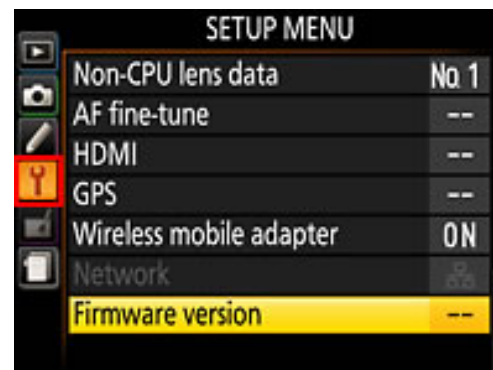 SETUP MENU
Non-CPU lens data No. 1
AF fine-tune --
HDMI --
GPS --
Wireless mobile adapter ON
Network
Firmware version --